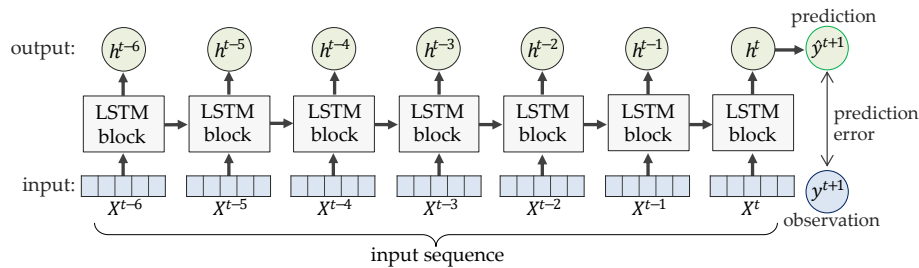 prediction
output: h^{t−6} h^{t−5} h^{t−4} h^{t−3} h^{t−2} h^{t−1} h^t ŷ^{t+1}
LSTM block LSTM block LSTM block LSTM block LSTM block LSTM block LSTM block
prediction error
input: y^{t+1}
X^{t−6} X^{t−5} X^{t−4} X^{t−3} X^{t−2} X^{t−1} X^t
observation
input sequence